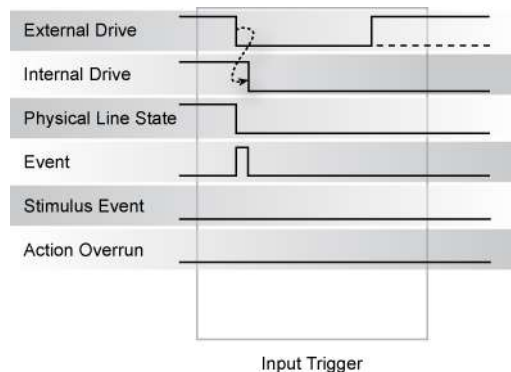 External Drive
Internal Drive
Physical Line State
Event
Stimulus Event
Action Overrun
Input Trigger